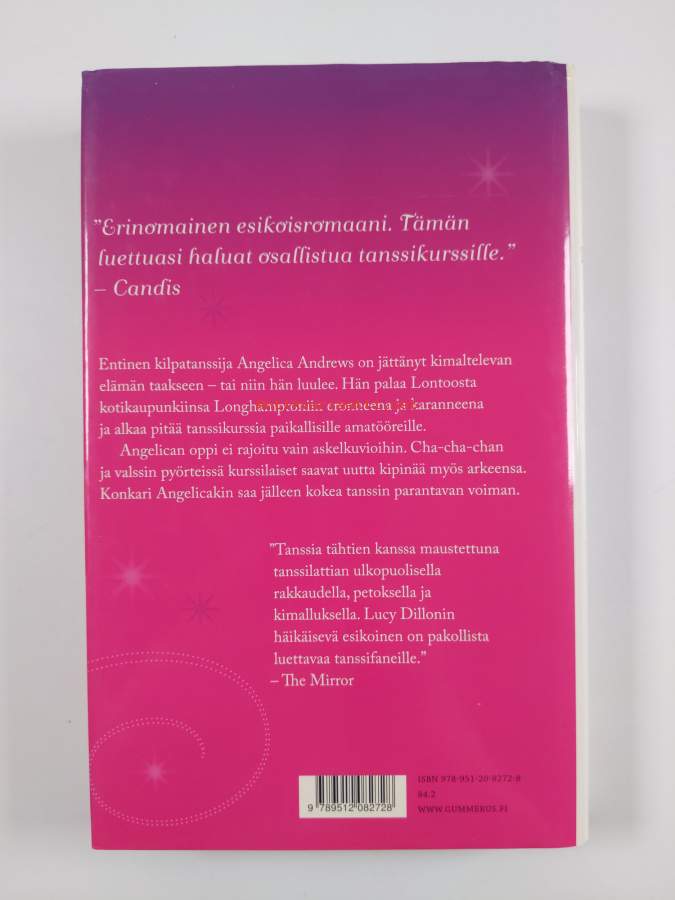 ”Erinomainen esikoisromaani. Tämän
luettuasi haluat osallistua tanssikurssille.”
– Candis
Entinen kilpatanssija Angelica Andrews on jättänyt kimaltelevan
elämän taakseen – tai niin hän luulee. Hän palaa Lontoosta
kotikaupunkiinsa Longhamptoniin eronneena ja karanneena
ja alkaa pitää tanssikurssia paikallisille amatööreille.
Angelican oppi ei rajoitu vain askelkuvioihin. Cha-cha-chan
ja valssin pyörteissä kurssilaiset saavat uutta kipinää myös arkeensa.
Konkari Angelicakin saa jälleen kokea tanssin parantavan voiman.
”Tanssia tähtien kanssa maustettuna
tanssilattian ulkopuolisella
rakkaudella, petoksella ja
kimalluksella. Lucy Dillonin
häikäisevä esikoinen on pakollista
luettavaa tanssifaneille.”
– The Mirror
ISBN 978-951-20-8272-8
84.2
WWW.GUMMERUS.FI
9 789512 082728